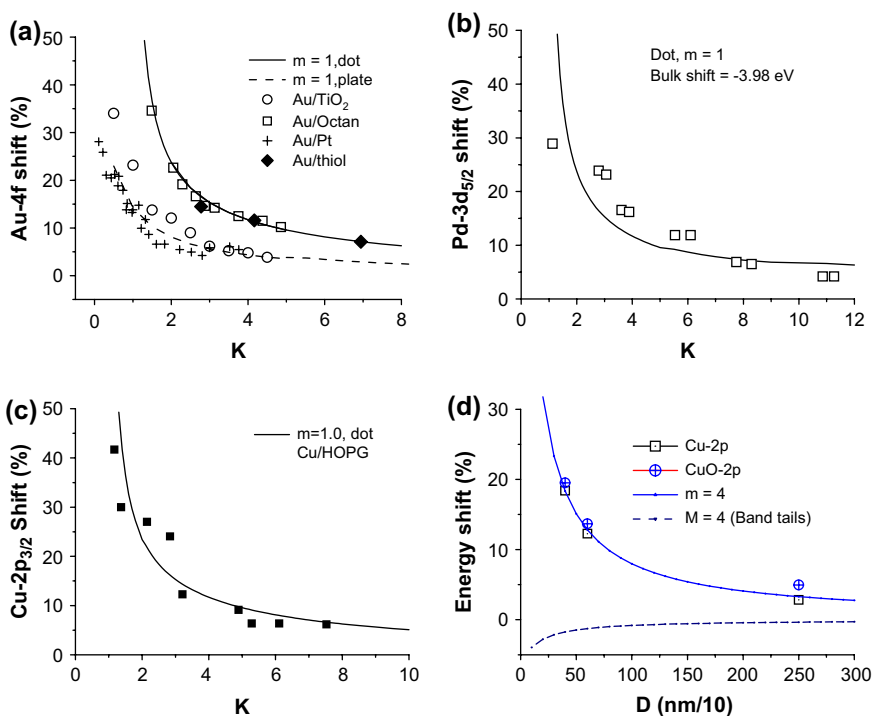 (a)
Au-4f shift (%)
50
40
30
20
10
0
0 2 4 6 8
K
m = 1,dot
m = 1,plate
Au/TiO₂
Au/Octan
Au/Pt
Au/thiol
(b)
Pd-3d₅/₂ shift (%)
50
40
30
20
10
0
0 2 4 6 8 10 12
K
Dot, m = 1
Bulk shift = -3.98 eV
(c)
Cu-2p₃/₂ Shift (%)
50
40
30
20
10
0
0 2 4 6 8 10
K
m=1.0, dot
Cu/HOPG
(d)
Energy shift (%)
30
20
10
0
0 50 100 150 200 250 300
D (nm/10)
Cu-2p
CuO-2p
m = 4
M = 4 (Band tails)